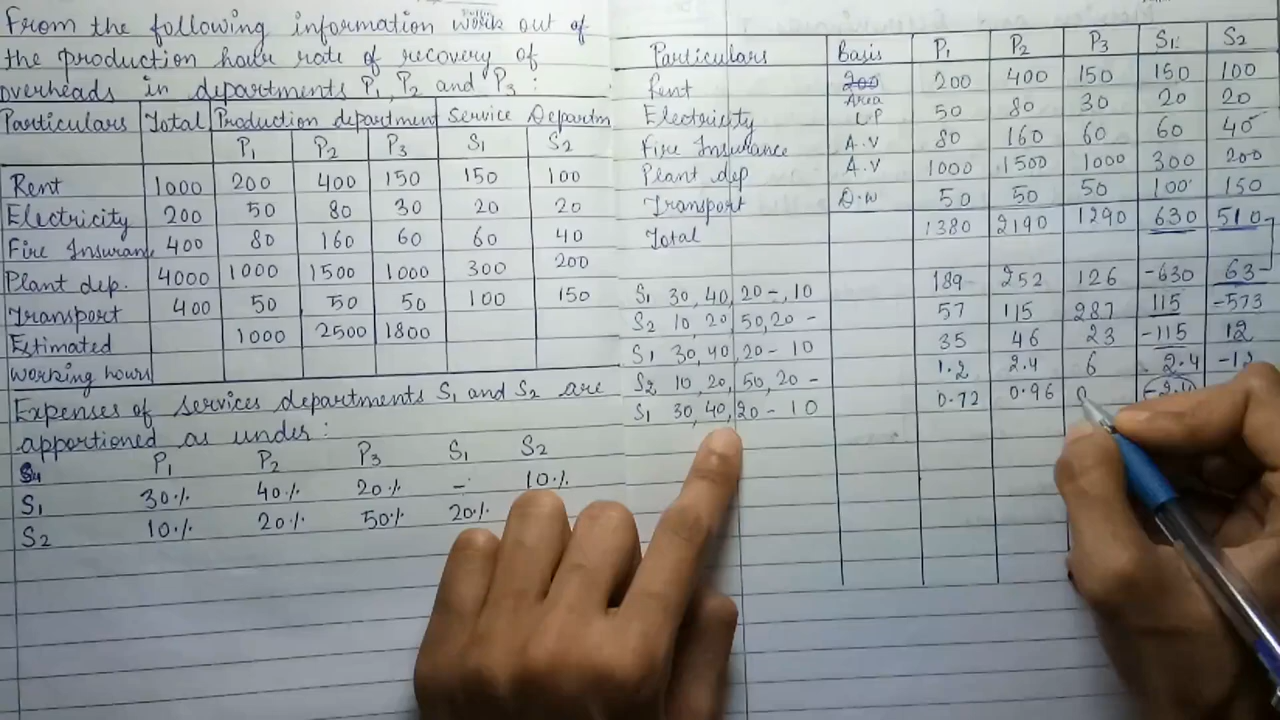 From the following information work out of
the production hour rate of recovery of
overheads in departments P1, P2 and P3 :
Particulars Total Production department Service Departm
P1 P2 P3 S1 S2
Rent 1000 200 400 150 150 100
Electricity 200 50 80 30 20 20
Fire Insuran 400 80 160 60 60 40
Plant dep. 4000 1000 1500 1000 300 200
Transport 400 50 50 50 100 150
Estimated 1000 2500 1800
working hours
Expenses of services departments S1 and S2 are
apportioned as under :
P1 P2 P3 S1 S2
S1 30% 40% 20% - 10%
S2 10% 20% 50% 20%
Particulars Basis P1 P2 P3 S1 S2
Rent Area 200 400 150 150 100
Electricity L.P 50 80 30 20 20
Fire Insurance A.V 80 160 60 60 40
Plant dep A.V 1000 1500 1000 300 200
Transport D.W 50 50 50 100 150
Total 1380 2190 1290 630 510
S1 30, 40, 20 -, 10 189 252 126 -630 63
S2 10, 20, 50, 20 - 57 115 287 115 -573
S1 30, 40, 20 - 10 35 46 23 -115 12
S2 10, 20, 50, 20 - 1.2 2.4 6 2.4
S1 30, 40, 20 - 10 0.72 0.96